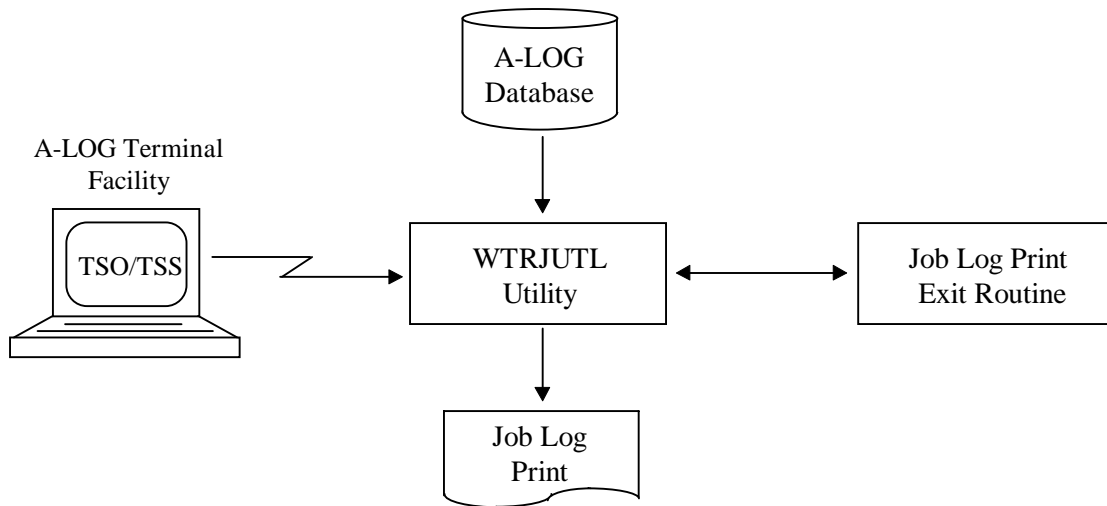 A-LOG
Database
A-LOG Terminal
Facility
TSO/TSS
WTRJUTL
Utility
Job Log Print
Exit Routine
Job Log
Print